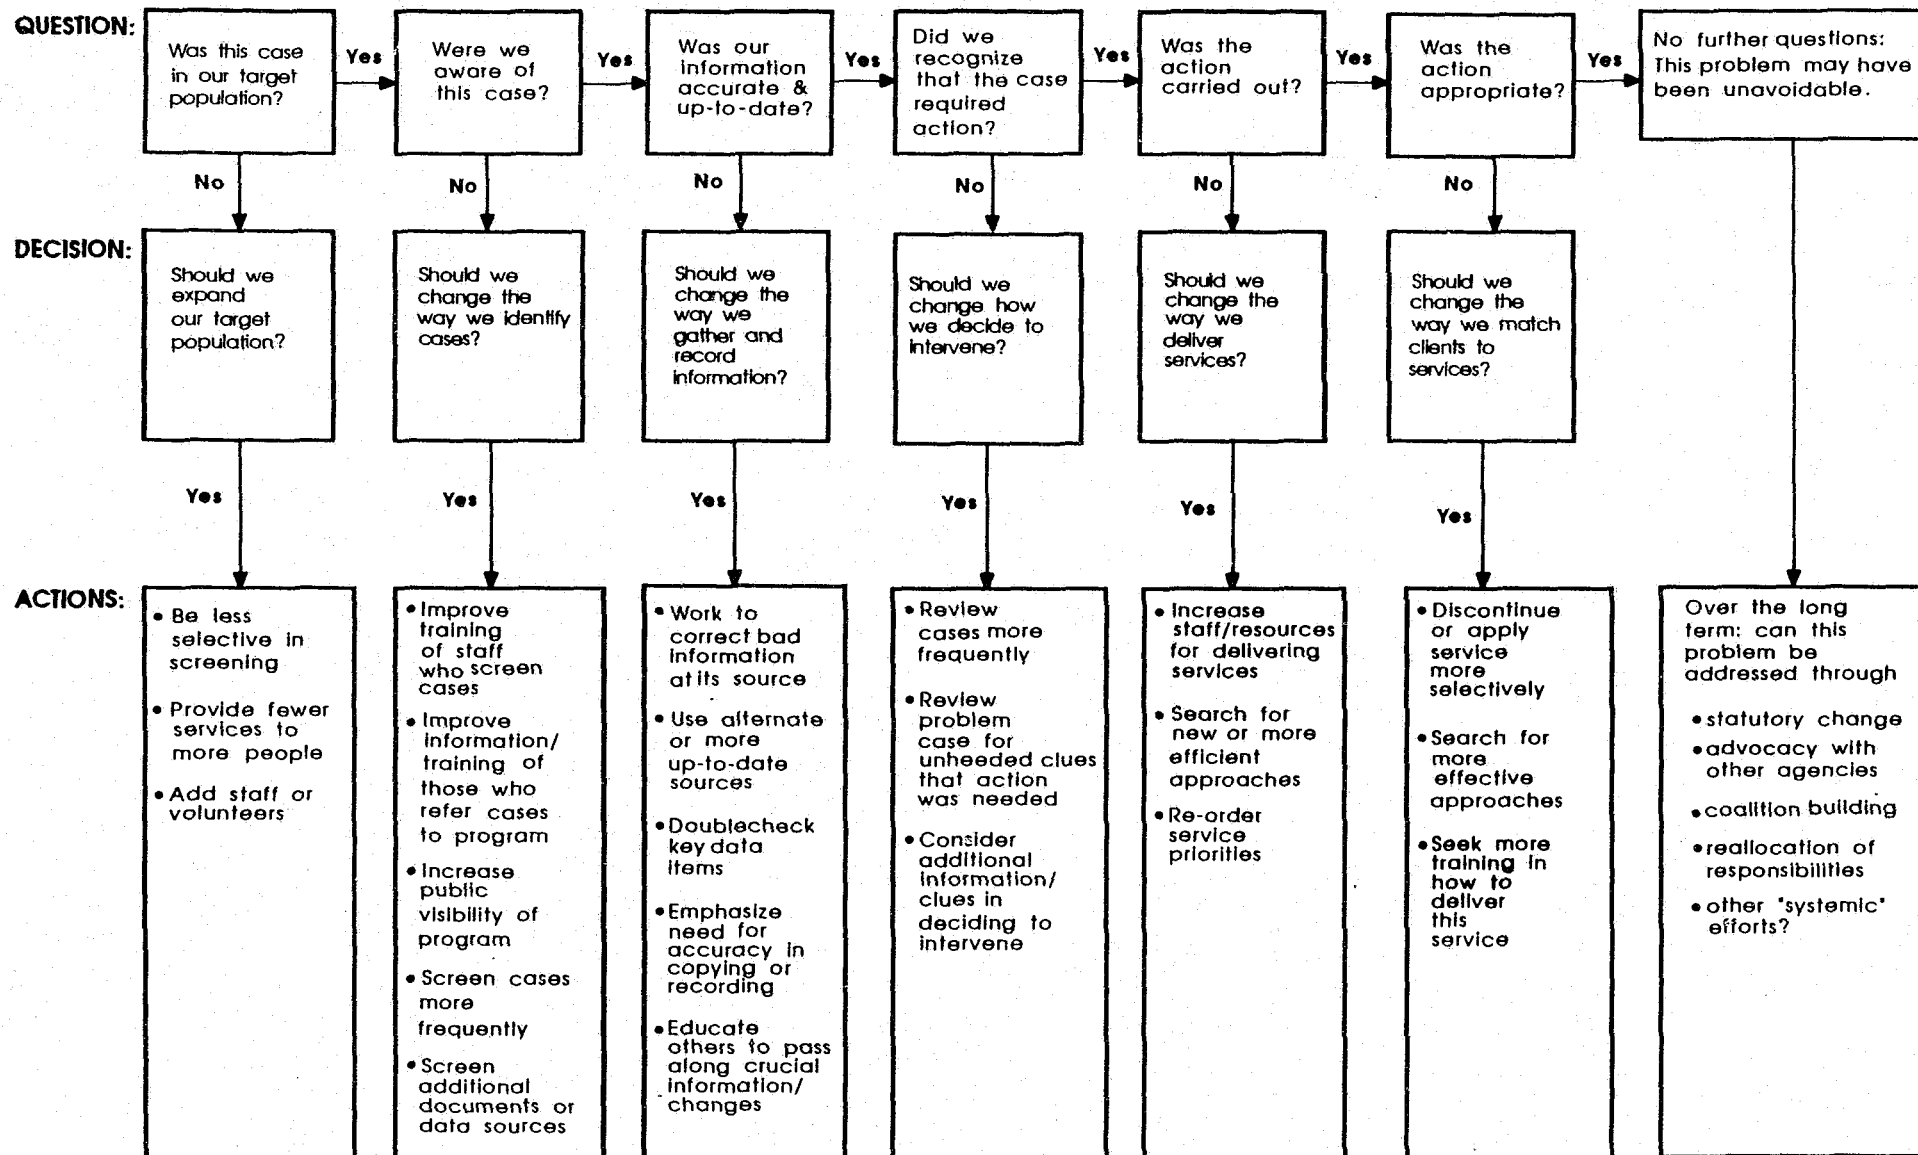 QUESTION:
Was this case
in our target
population?
Yes
Were we
aware of
this case?
Yes
Was our
information
accurate &
up-to-date?
Yes
Did we
recognize
that the case
required
action?
Yes
Was the
action
carried out?
Yes
Was the
action
appropriate?
Yes
No further questions:
This problem may have
been unavoidable.
No
No
No
No
No
No
DECISION:
Should we
expand
our target
population?
Should we
change the
way we identify
cases?
Should we
change the
way we
gather and
record
information?
Should we
change how
we decide to
intervene?
Should we
change the
way we
deliver
services?
Should we
change the
way we match
clients to
services?
Yes
Yes
Yes
Yes
Yes
Yes
ACTIONS:
• Be less
selective in
screening
• Provide fewer
services to
more people
• Add staff or
volunteers
• Improve
training
of staff
who screen
cases
• Improve
information/
training of
those who
refer cases
to program
• Increase
public
visibility of
program
• Screen cases
more
frequently
• Screen
additional
documents or
data sources
• Work to
correct bad
information
at its source
• Use alternate
or more
up-to-date
sources
• Doublecheck
key data
items
• Emphasize
need for
accuracy in
copying or
recording
• Educate
others to pass
along crucial
information/
changes
• Review
cases more
frequently
• Review
problem
case for
unheeded clues
that action
was needed
• Consider
additional
information/
clues in
deciding to
intervene
• Increase
staff/resources
for delivering
services
• Search for
new or more
efficient
approaches
• Re-order
service
priorities
• Discontinue
or apply
service
more
selectively
• Search for
more
effective
approaches
• Seek more
training in
how to
deliver
this
service
Over the long
term: can this
problem be
addressed through
• statutory change
• advocacy with
other agencies
• coalition building
• reallocation of
responsibilities
• other "systemic"
efforts?